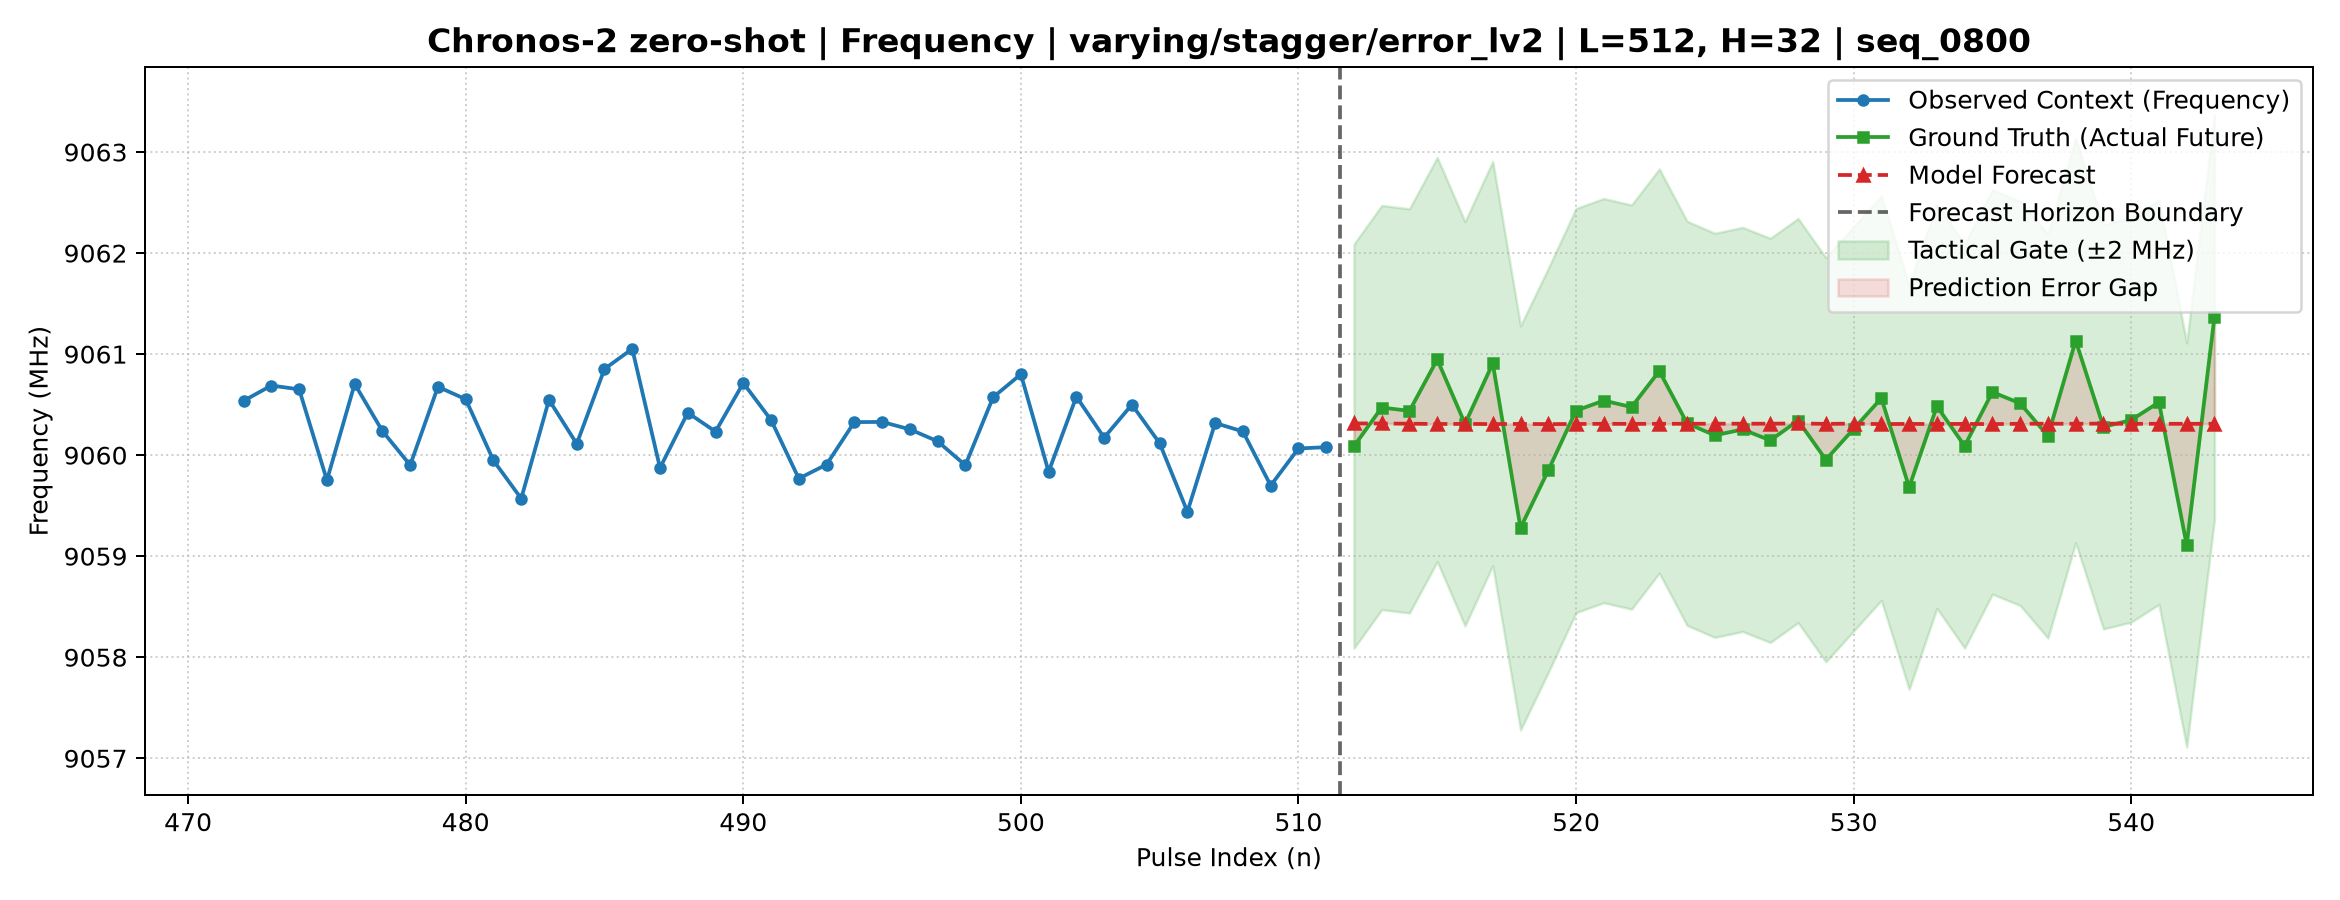 Chronos-2 zero-shot | Frequency | varying/stagger/error_lv2 | L=512, H=32 | seq_0800
Observed Context (Frequency)
Ground Truth (Actual Future)
Model Forecast
Forecast Horizon Boundary
Tactical Gate (±2 MHz)
Prediction Error Gap
Frequency (MHz)
9063
9062
9061
9060
9059
9058
9057
470 480 490 500 510 520 530 540
Pulse Index (n)